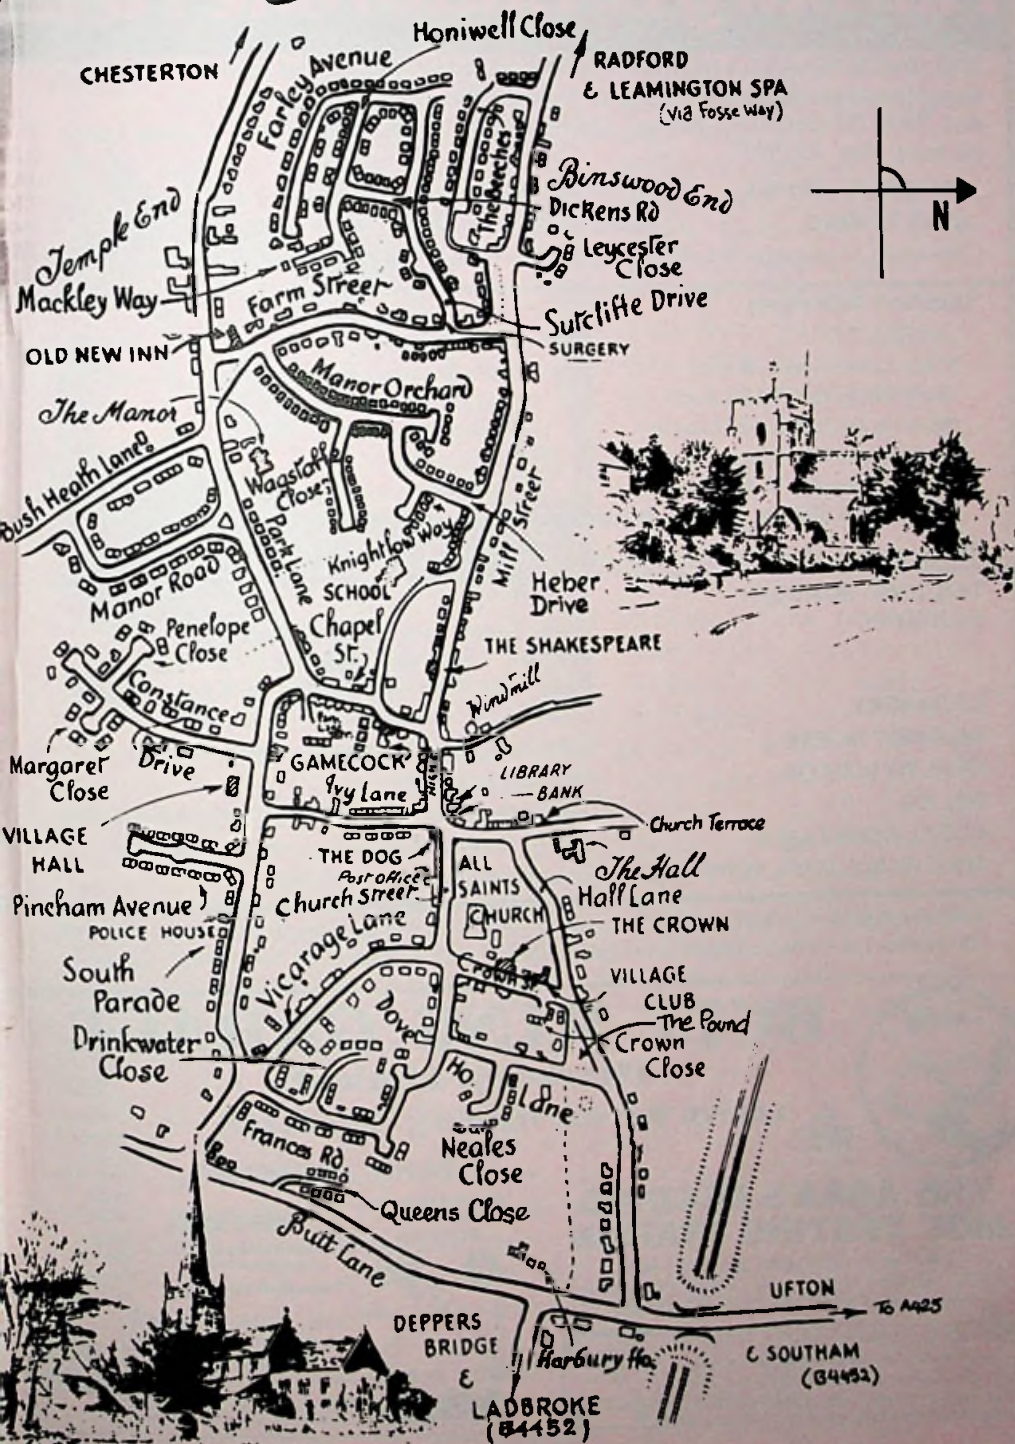 Honiwell Close
CHESTERTON
RADFORD
& LEAMINGTON SPA
(via Fosse Way)
Farley Avenue
The Beeches
Binswood End
Dickens Rd
N
Leycester
Close
Temple End
Mackley Way
Farm Street
Sutcliffe Drive
OLD NEW INN
SURGERY
Manor Orchard
The Manor
Bush Heath Lane
Wagstaff
Close
Park Lane
Knightlow Way
Mill Street
SCHOOL
Manor Road
Heber
Drive
Penelope
Close
Chapel
St.
THE SHAKESPEARE
Constance
Drive
Windmill
Margaret
Close
GAMECOCK
HIGH S
LIBRARY
BANK
Ivy Lane
VILLAGE
HALL
Church Terrace
THE DOG
Post office
ALL
SAINTS
CHURCH
The Hall
Hall Lane
Pincham Avenue
Church Street
POLICE HOUSE
THE CROWN
Vicarage Lane
South
Parade
Crown St.
VILLAGE
CLUB
The Pound
Crown
Close
Dove
Drinkwater
Close
Ho.
Lane
Frances Rd.
Neales
Close
Queens Close
Butt Lane
UFTON
To A425
DEPPERS
BRIDGE
&
LADBROKE
(B4452)
Harbury Ho.
& SOUTHAM
(B4452)